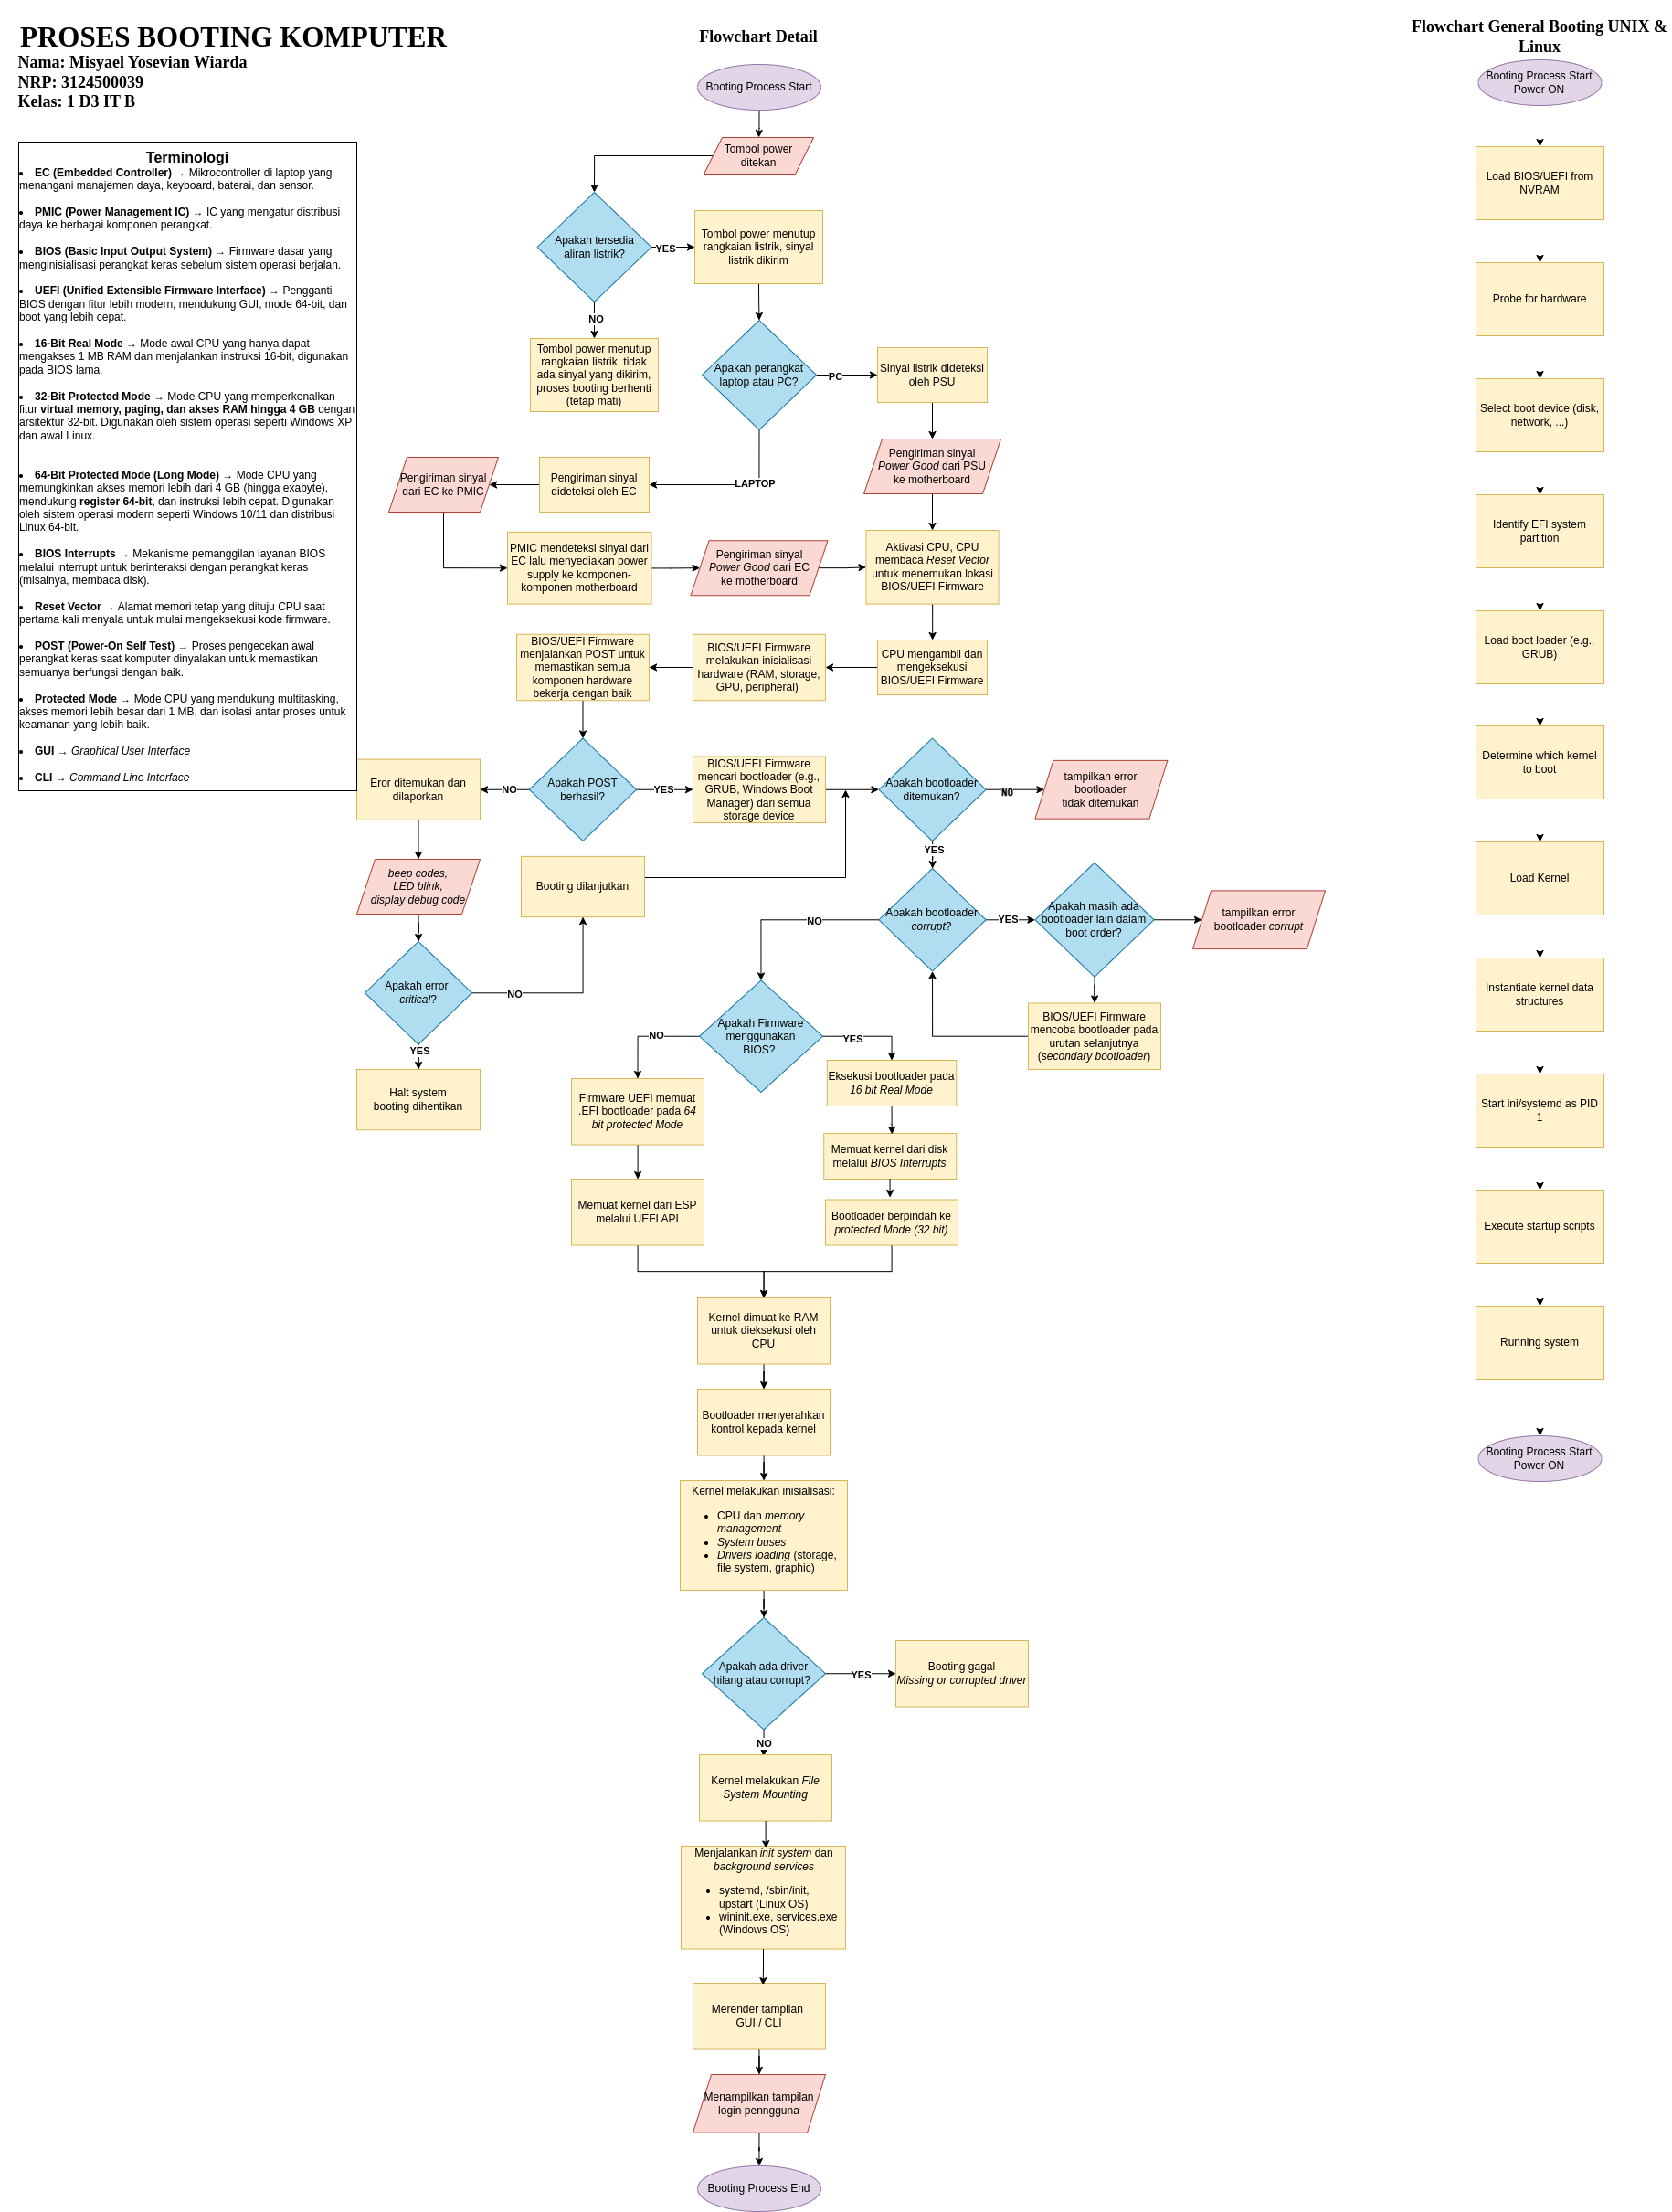 PROSES BOOTING KOMPUTER
Nama: Misyael Yosevian Wiarda
NRP: 3124500039
Kelas: 1 D3 IT B
Terminologi
• EC (Embedded Controller) → Mikrocontroller di laptop yang
menangani manajemen daya, keyboard, baterai, dan sensor.
• PMIC (Power Management IC) → IC yang mengatur distribusi
daya ke berbagai komponen perangkat.
• BIOS (Basic Input Output System) → Firmware dasar yang
menginisialisasi perangkat keras sebelum sistem operasi berjalan.
• UEFI (Unified Extensible Firmware Interface) → Pengganti
BIOS dengan fitur lebih modern, mendukung GUI, mode 64-bit, dan
boot yang lebih cepat.
• 16-Bit Real Mode → Mode awal CPU yang hanya dapat
mengakses 1 MB RAM dan menjalankan instruksi 16-bit, digunakan
pada BIOS lama.
• 32-Bit Protected Mode → Mode CPU yang memperkenalkan
fitur virtual memory, paging, dan akses RAM hingga 4 GB dengan
arsitektur 32-bit. Digunakan oleh sistem operasi seperti Windows XP
dan awal Linux.
• 64-Bit Protected Mode (Long Mode) → Mode CPU yang
memungkinkan akses memori lebih dari 4 GB (hingga exabyte),
mendukung register 64-bit, dan instruksi lebih cepat. Digunakan
oleh sistem operasi modern seperti Windows 10/11 dan distribusi
Linux 64-bit.
• BIOS Interrupts → Mekanisme pemanggilan layanan BIOS
melalui interrupt untuk berinteraksi dengan perangkat keras
(misalnya, membaca disk).
• Reset Vector → Alamat memori tetap yang dituju CPU saat
pertama kali menyala untuk mulai mengeksekusi kode firmware.
• POST (Power-On Self Test) → Proses pengecekan awal
perangkat keras saat komputer dinyalakan untuk memastikan
semuanya berfungsi dengan baik.
• Protected Mode → Mode CPU yang mendukung multitasking,
akses memori lebih besar dari 1 MB, dan isolasi antar proses untuk
keamanan yang lebih baik.
• GUI → Graphical User Interface
• CLI → Command Line Interface
Flowchart Detail
Booting Process Start
Tombol power
ditekan
Apakah tersedia
aliran listrik?
YES
Tombol power menutup
rangkaian listrik, sinyal
listrik dikirim
NO
Tombol power menutup
rangkaian listrik, tidak
ada sinyal yang dikirim,
proses booting berhenti
(tetap mati)
Apakah perangkat
laptop atau PC?
PC
Sinyal listrik dideteksi
oleh PSU
Pengiriman sinyal
Power Good dari PSU
ke motherboard
LAPTOP
Pengiriman sinyal
dideteksi oleh EC
Pengiriman sinyal
dari EC ke PMIC
PMIC mendeteksi sinyal dari
EC lalu menyediakan power
supply ke komponen-
komponen motherboard
Pengiriman sinyal
Power Good dari EC
ke motherboard
Aktivasi CPU, CPU
membaca Reset Vector
untuk menemukan lokasi
BIOS/UEFI Firmware
CPU mengambil dan
mengeksekusi
BIOS/UEFI Firmware
BIOS/UEFI Firmware
melakukan inisialisasi
hardware (RAM, storage,
GPU, peripheral)
BIOS/UEFI Firmware
menjalankan POST untuk
memastikan semua
komponen hardware
bekerja dengan baik
Apakah POST
berhasil?
NO
Eror ditemukan dan
dilaporkan
YES
BIOS/UEFI Firmware
mencari bootloader (e.g.,
GRUB, Windows Boot
Manager) dari semua
storage device
Apakah bootloader
ditemukan?
NO
tampilkan error
bootloader
tidak ditemukan
YES
beep codes,
LED blink,
display debug code
Booting dilanjutkan
Apakah error
critical?
NO
YES
Halt system
booting dihentikan
Apakah bootloader
corrupt?
YES
Apakah masih ada
bootloader lain dalam
boot order?
tampilkan error
bootloader corrupt
BIOS/UEFI Firmware
mencoba bootloader pada
urutan selanjutnya
(secondary bootloader)
NO
Apakah Firmware
menggunakan
BIOS?
NO
YES
Firmware UEFI memuat
.EFI bootloader pada 64
bit protected Mode
Memuat kernel dari ESP
melalui UEFI API
Eksekusi bootloader pada
16 bit Real Mode
Memuat kernel dari disk
melalui BIOS Interrupts
Bootloader berpindah ke
protected Mode (32 bit)
Kernel dimuat ke RAM
untuk dieksekusi oleh
CPU
Bootloader menyerahkan
kontrol kepada kernel
Kernel melakukan inisialisasi:
• CPU dan memory
management
• System buses
• Drivers loading (storage,
file system, graphic)
Apakah ada driver
hilang atau corrupt?
YES
Booting gagal
Missing or corrupted driver
NO
Kernel melakukan File
System Mounting
Menjalankan init system dan
background services
• systemd, /sbin/init,
upstart (Linux OS)
• wininit.exe, services.exe
(Windows OS)
Merender tampilan
GUI / CLI
Menampilkan tampilan
login penngguna
Booting Process End
Flowchart General Booting UNIX &
Linux
Booting Process Start
Power ON
Load BIOS/UEFI from
NVRAM
Probe for hardware
Select boot device (disk,
network, ...)
Identify EFI system
partition
Load boot loader (e.g.,
GRUB)
Determine which kernel
to boot
Load Kernel
Instantiate kernel data
structures
Start ini/systemd as PID
1
Execute startup scripts
Running system
Booting Process Start
Power ON